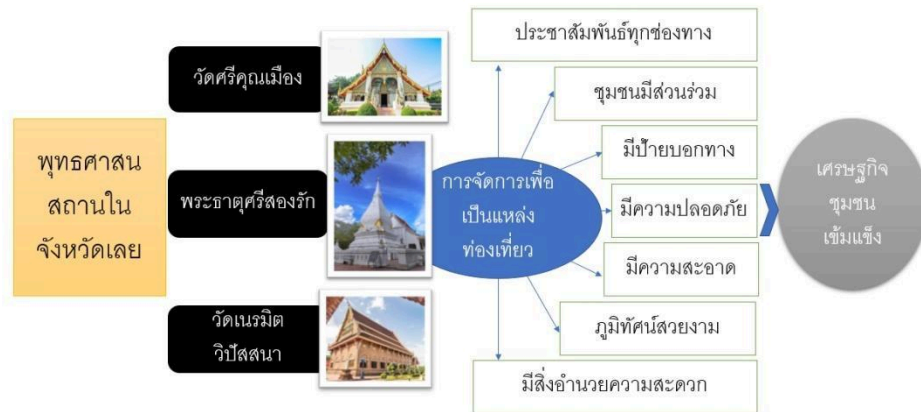 พุทธศาสน
สถานใน
จังหวัดเลย
วัดศรีคุณเมือง
พระธาตุศรีสองรัก
วัดเนรมิต
วิปัสสนา
การจัดการเพื่อ
เป็นแหล่ง
ท่องเที่ยว
ประชาสัมพันธ์ทุกช่องทาง
ชุมชนมีส่วนร่วม
มีป้ายบอกทาง
มีความปลอดภัย
มีความสะอาด
ภูมิทัศน์สวยงาม
มีสิ่งอำนวยความสะดวก
เศรษฐกิจ
ชุมชน
เข้มแข็ง